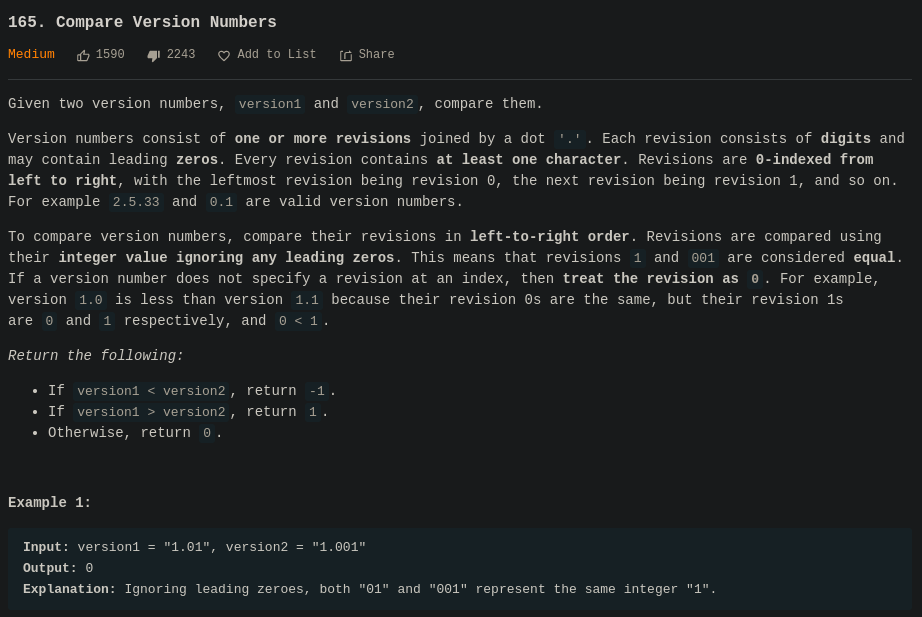 165. Compare Version Numbers
Medium 1590 2243 Add to List Share
Given two version numbers, version1 and version2, compare them.
Version numbers consist of one or more revisions joined by a dot '.'. Each revision consists of digits and
may contain leading zeros. Every revision contains at least one character. Revisions are 0-indexed from
left to right, with the leftmost revision being revision 0, the next revision being revision 1, and so on.
For example 2.5.33 and 0.1 are valid version numbers.
To compare version numbers, compare their revisions in left-to-right order. Revisions are compared using
their integer value ignoring any leading zeros. This means that revisions 1 and 001 are considered equal.
If a version number does not specify a revision at an index, then treat the revision as 0. For example,
version 1.0 is less than version 1.1 because their revision 0s are the same, but their revision 1s
are 0 and 1 respectively, and 0 < 1.
Return the following:
• If version1 < version2, return -1.
• If version1 > version2, return 1.
• Otherwise, return 0.
Example 1:
Input: version1 = "1.01", version2 = "1.001"
Output: 0
Explanation: Ignoring leading zeroes, both "01" and "001" represent the same integer "1".